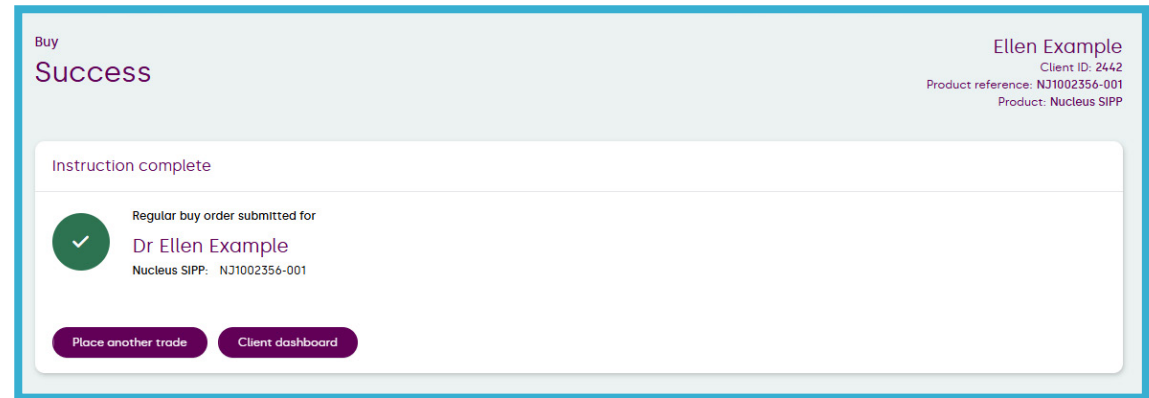 Buy
Success
Ellen Example
Client ID: 2442
Product reference: NJ1002356-001
Product: Nucleus SIPP
Instruction complete
Regular buy order submitted for
Dr Ellen Example
Nucleus SIPP: NJ1002356-001
Place another trade
Client dashboard